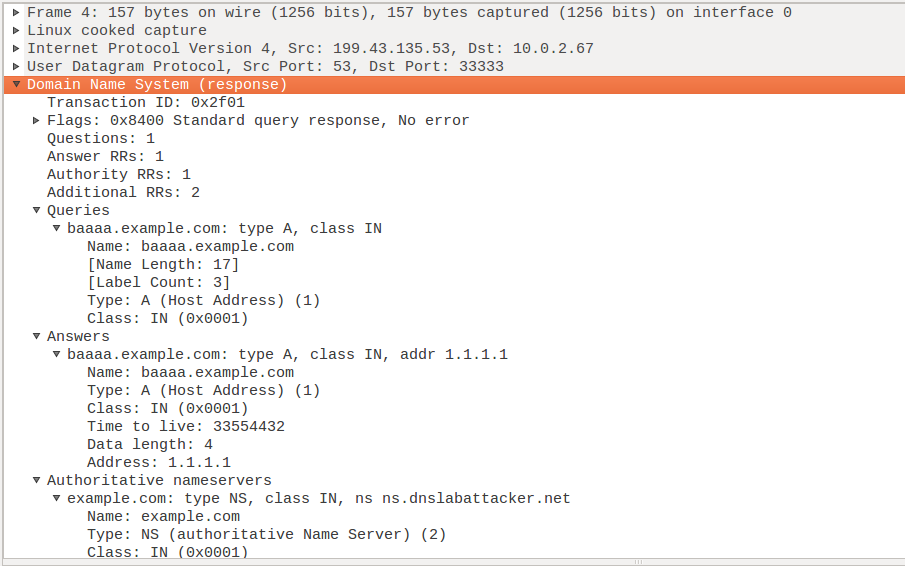 Frame 4: 157 bytes on wire (1256 bits), 157 bytes captured (1256 bits) on interface 0
Linux cooked capture
Internet Protocol Version 4, Src: 199.43.135.53, Dst: 10.0.2.67
User Datagram Protocol, Src Port: 53, Dst Port: 33333
Domain Name System (response)
Transaction ID: 0x2f01
Flags: 0x8400 Standard query response, No error
Questions: 1
Answer RRs: 1
Authority RRs: 1
Additional RRs: 2
Queries
baaaa.example.com: type A, class IN
Name: baaaa.example.com
[Name Length: 17]
[Label Count: 3]
Type: A (Host Address) (1)
Class: IN (0x0001)
Answers
baaaa.example.com: type A, class IN, addr 1.1.1.1
Name: baaaa.example.com
Type: A (Host Address) (1)
Class: IN (0x0001)
Time to live: 33554432
Data length: 4
Address: 1.1.1.1
Authoritative nameservers
example.com: type NS, class IN, ns ns.dnslabattacker.net
Name: example.com
Type: NS (authoritative Name Server) (2)
Class: IN (0x0001)